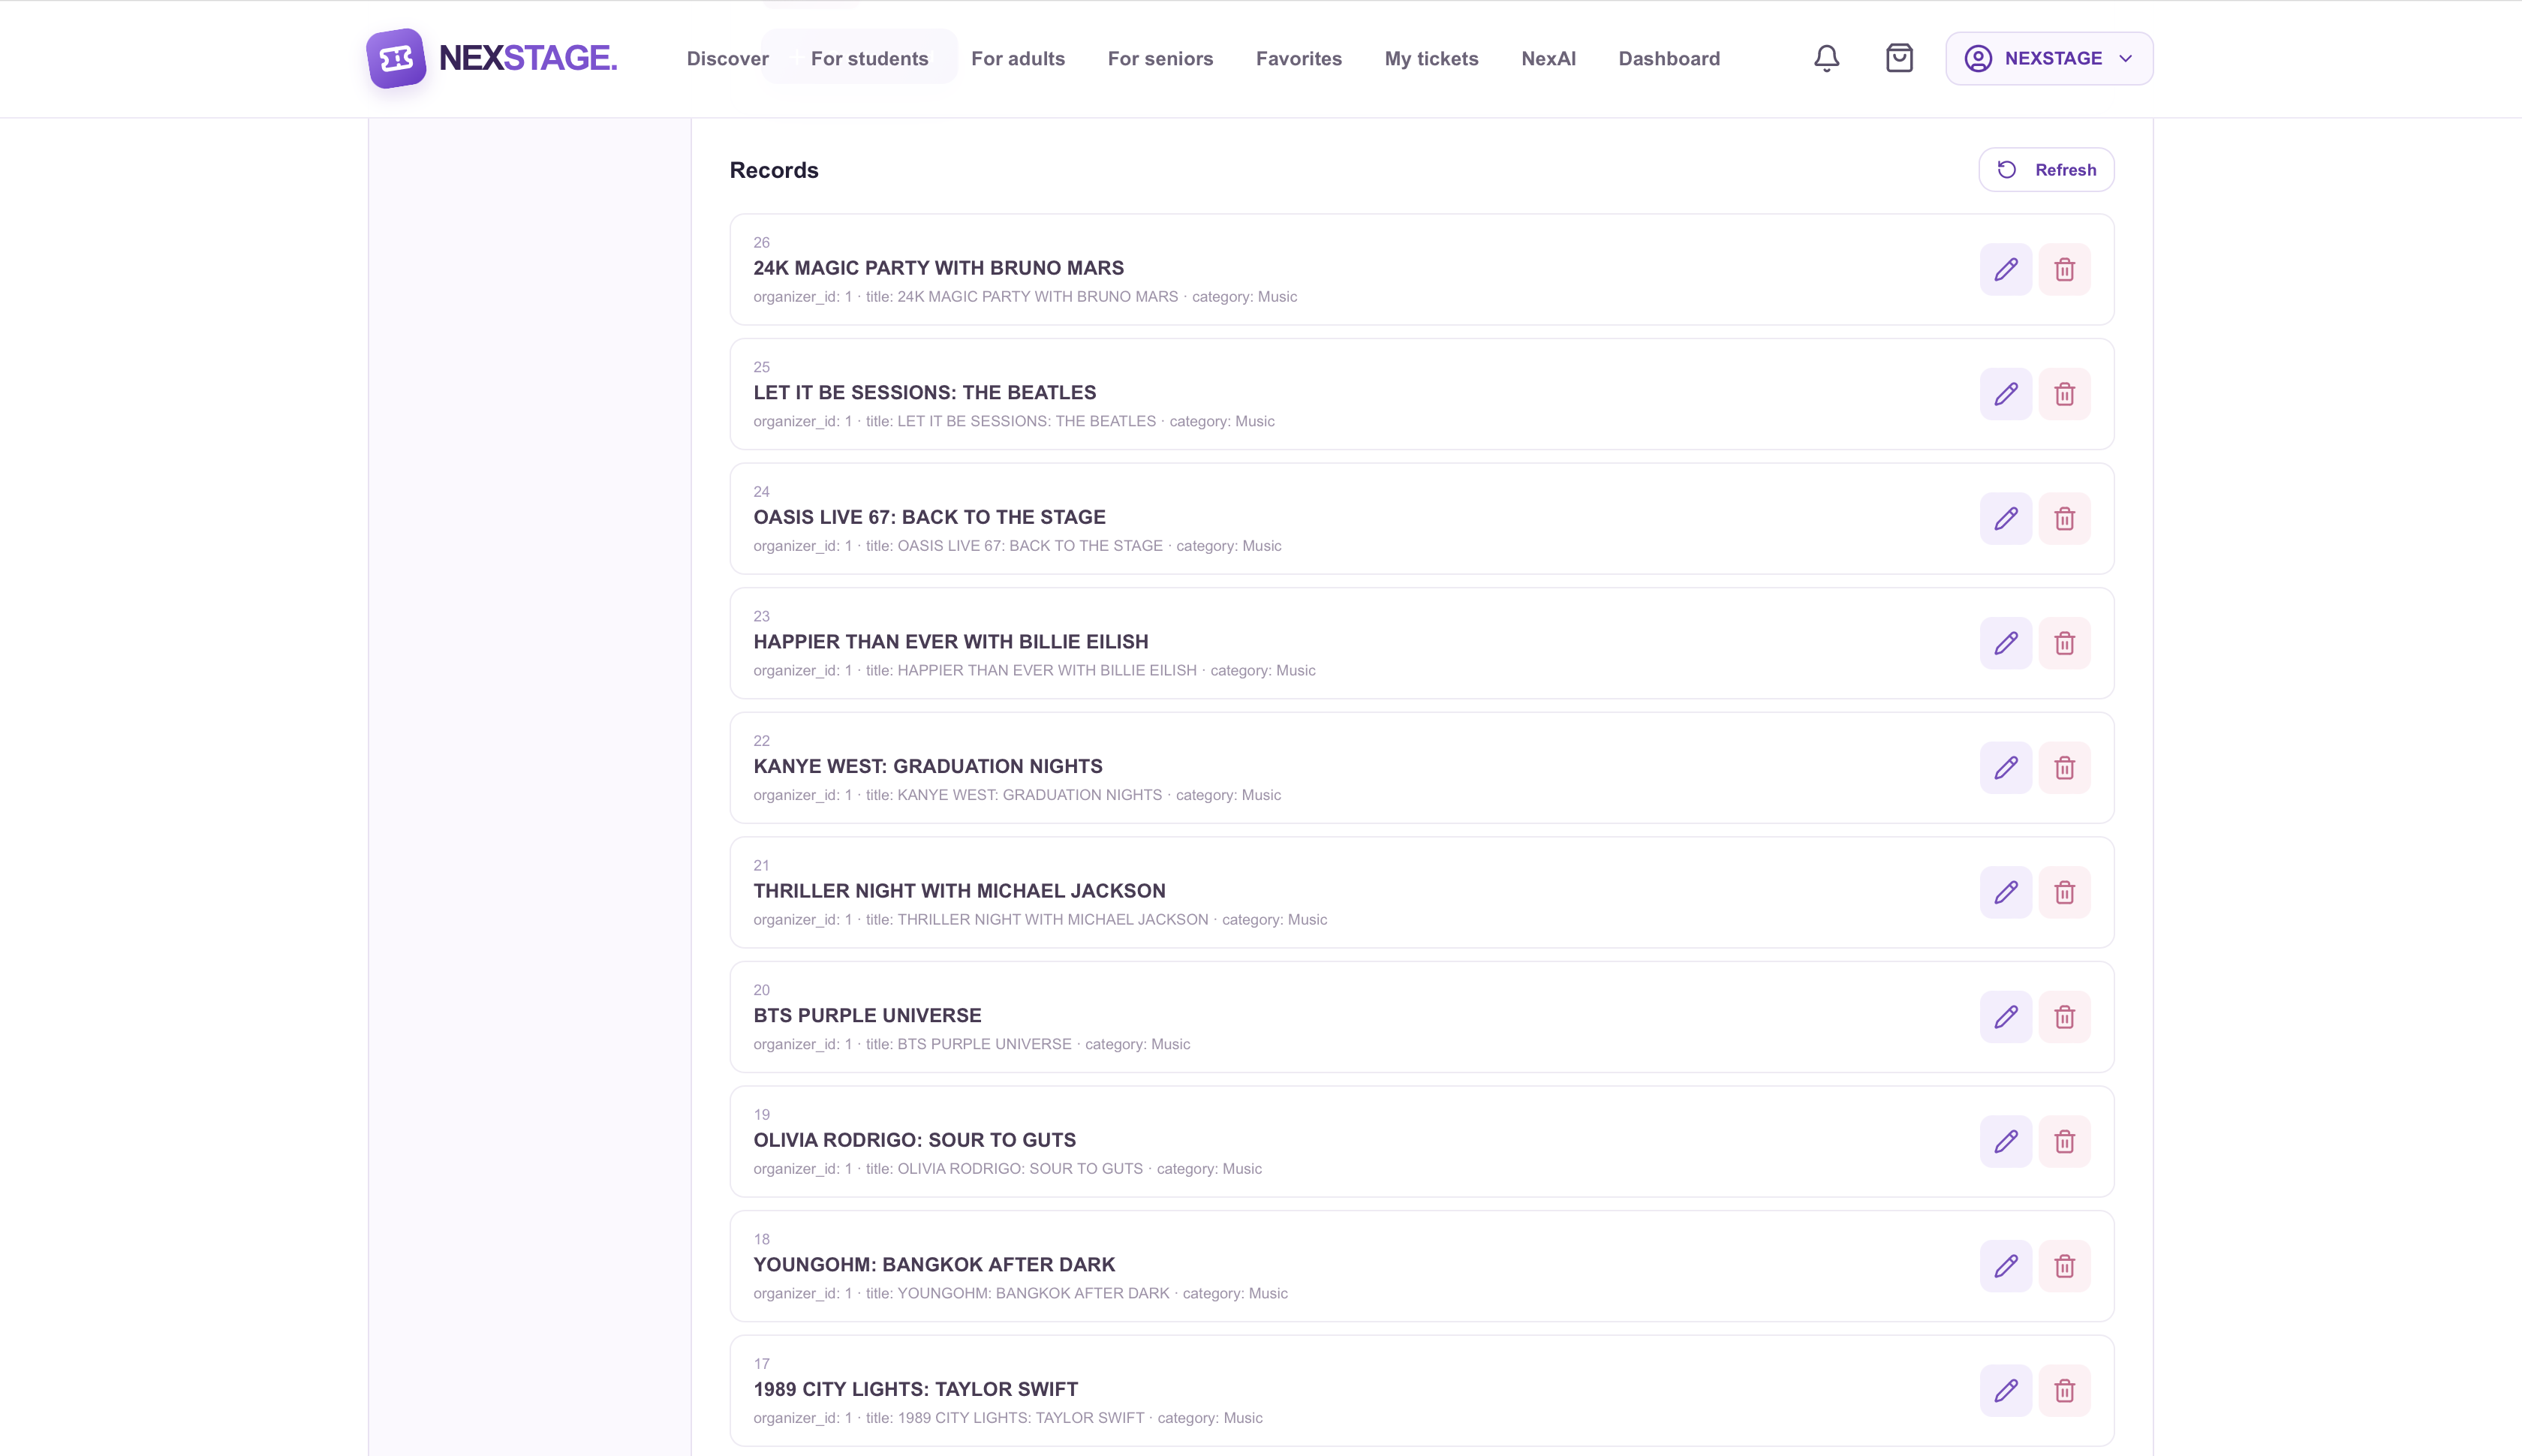 NEXSTAGE.
Discover
For students
For adults
For seniors
Favorites
My tickets
NexAI
Dashboard
NEXSTAGE
Records
Refresh
26
24K MAGIC PARTY WITH BRUNO MARS
organizer_id: 1 · title: 24K MAGIC PARTY WITH BRUNO MARS · category: Music
25
LET IT BE SESSIONS: THE BEATLES
organizer_id: 1 · title: LET IT BE SESSIONS: THE BEATLES · category: Music
24
OASIS LIVE 67: BACK TO THE STAGE
organizer_id: 1 · title: OASIS LIVE 67: BACK TO THE STAGE · category: Music
23
HAPPIER THAN EVER WITH BILLIE EILISH
organizer_id: 1 · title: HAPPIER THAN EVER WITH BILLIE EILISH · category: Music
22
KANYE WEST: GRADUATION NIGHTS
organizer_id: 1 · title: KANYE WEST: GRADUATION NIGHTS · category: Music
21
THRILLER NIGHT WITH MICHAEL JACKSON
organizer_id: 1 · title: THRILLER NIGHT WITH MICHAEL JACKSON · category: Music
20
BTS PURPLE UNIVERSE
organizer_id: 1 · title: BTS PURPLE UNIVERSE · category: Music
19
OLIVIA RODRIGO: SOUR TO GUTS
organizer_id: 1 · title: OLIVIA RODRIGO: SOUR TO GUTS · category: Music
18
YOUNGOHM: BANGKOK AFTER DARK
organizer_id: 1 · title: YOUNGOHM: BANGKOK AFTER DARK · category: Music
17
1989 CITY LIGHTS: TAYLOR SWIFT
organizer_id: 1 · title: 1989 CITY LIGHTS: TAYLOR SWIFT · category: Music